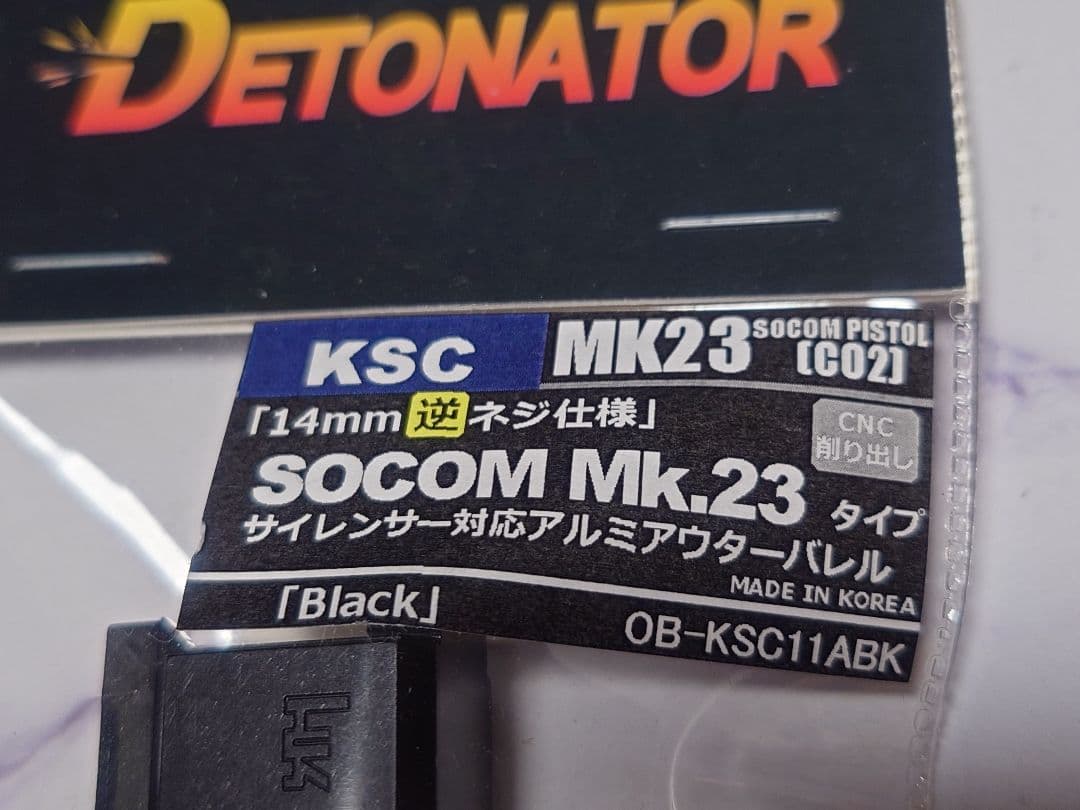 DETONATOR
KSC MK23 SOCOM PISTOL
(CO2)
「14mm逆ネジ仕様」
CNC
削り出し
SOCOM Mk.23 タイプ
サイレンサー対応アルミアウターバレル
MADE IN KOREA
「Black」
OB-KSC11ABK